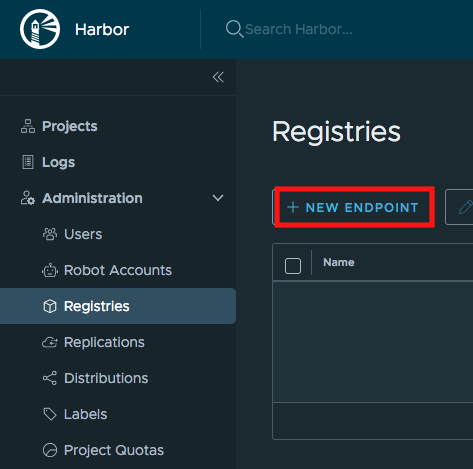 Harbor
Search Harbor...
Projects
Logs
Administration
Users
Robot Accounts
Registries
Replications
Distributions
Labels
Project Quotas
Registries
+ NEW ENDPOINT
Name